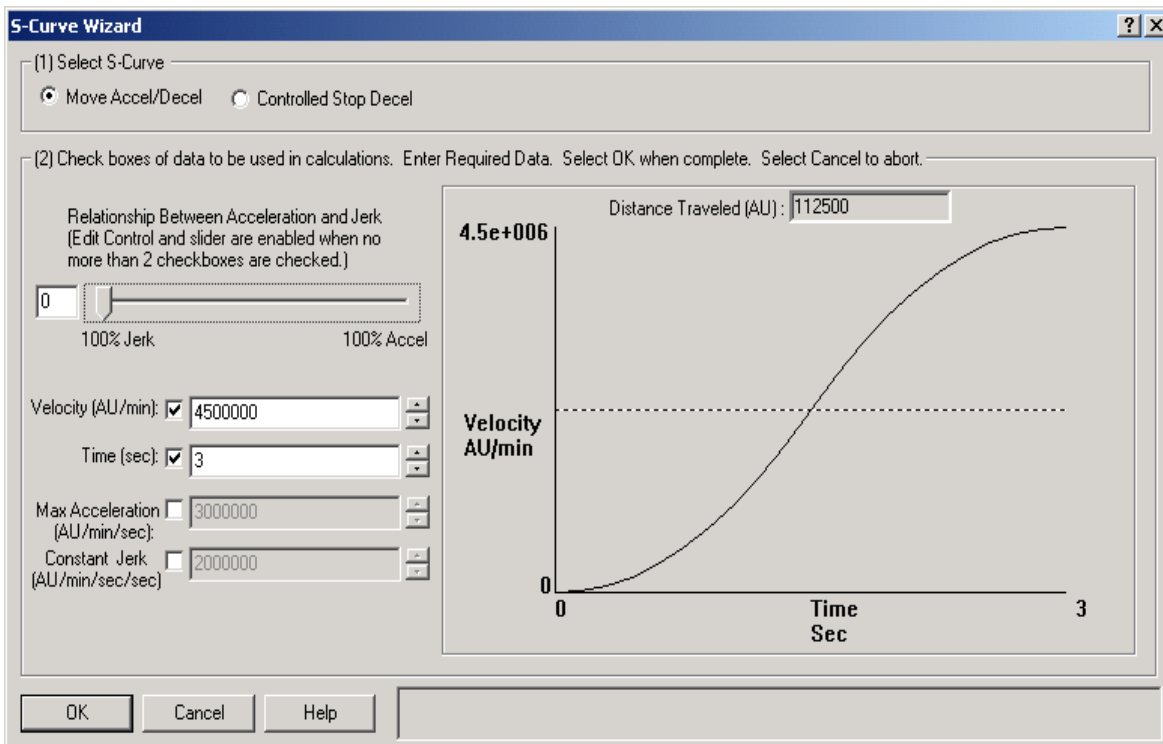 S-Curve Wizard
(1) Select S-Curve
Move Accel/Decel
Controlled Stop Decel
(2) Check boxes of data to be used in calculations. Enter Required Data. Select OK when complete. Select Cancel to abort.
Relationship Between Acceleration and Jerk
(Edit Control and slider are enabled when no
more than 2 checkboxes are checked.)
0
100% Jerk
100% Accel
Velocity (AU/min):
4500000
Time (sec):
3
Max Acceleration
(AU/min/sec):
3000000
Constant Jerk
(AU/min/sec/sec)
2000000
Distance Traveled (AU) :
112500
4.5e+006
Velocity
AU/min
0
0
Time
Sec
3
OK
Cancel
Help